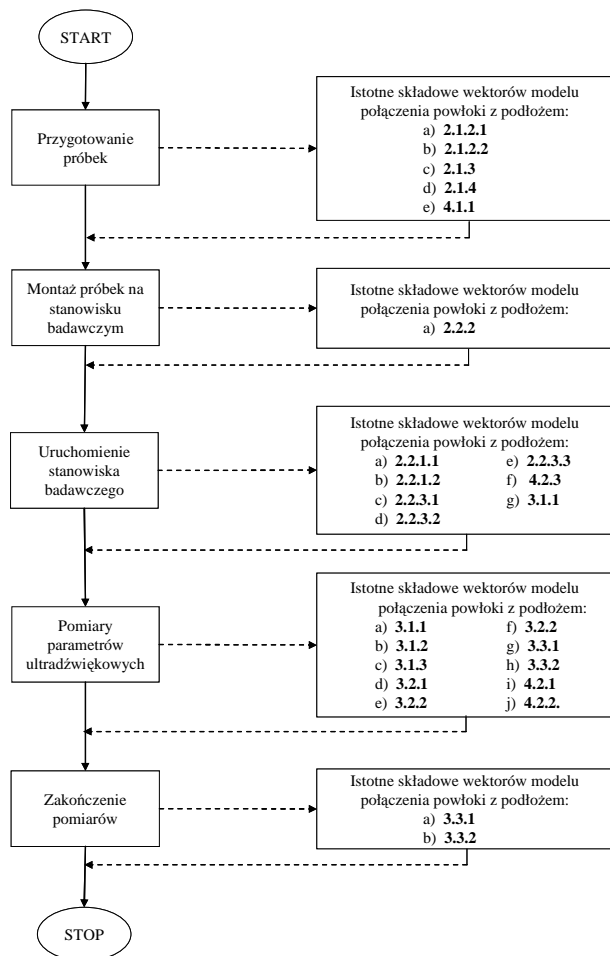 START
Przygotowanie
próbek
Istotne składowe wektorów modelu
połączenia powłoki z podłożem:
a) 2.1.2.1
b) 2.1.2.2
c) 2.1.3
d) 2.1.4
e) 4.1.1
Montaż próbek na
stanowisku
badawczym
Istotne składowe wektorów modelu
połączenia powłoki z podłożem:
a) 2.2.2
Uruchomienie
stanowiska
badawczego
Istotne składowe wektorów modelu
połączenia powłoki z podłożem:
a) 2.2.1.1
b) 2.2.1.2
c) 2.2.3.1
d) 2.2.3.2
e) 2.2.3.3
f) 4.2.3
g) 3.1.1
Pomiary
parametrów
ultradźwiękowych
Istotne składowe wektorów modelu
połączenia powłoki z podłożem:
a) 3.1.1
b) 3.1.2
c) 3.1.3
d) 3.2.1
e) 3.2.2
f) 3.2.2
g) 3.3.1
h) 3.3.2
i) 4.2.1
j) 4.2.2.
Zakończenie
pomiarów
Istotne składowe wektorów modelu
połączenia powłoki z podłożem:
a) 3.3.1
b) 3.3.2
STOP